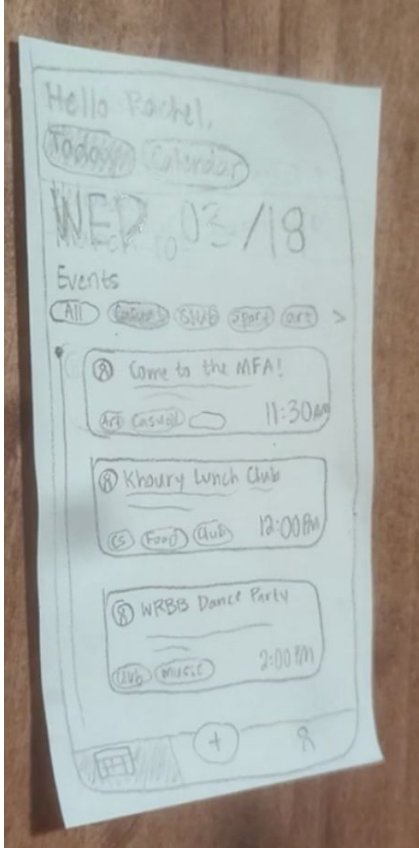 Hello Rachel,
Today Calendar
WED 03/18
Events
All Casual Club Sport art >
Come to the MFA!
Art Casual 11:30AM
Khoury Lunch Club
CS Food Club 12:00PM
WRBB Dance Party
Club music 2:00PM
+